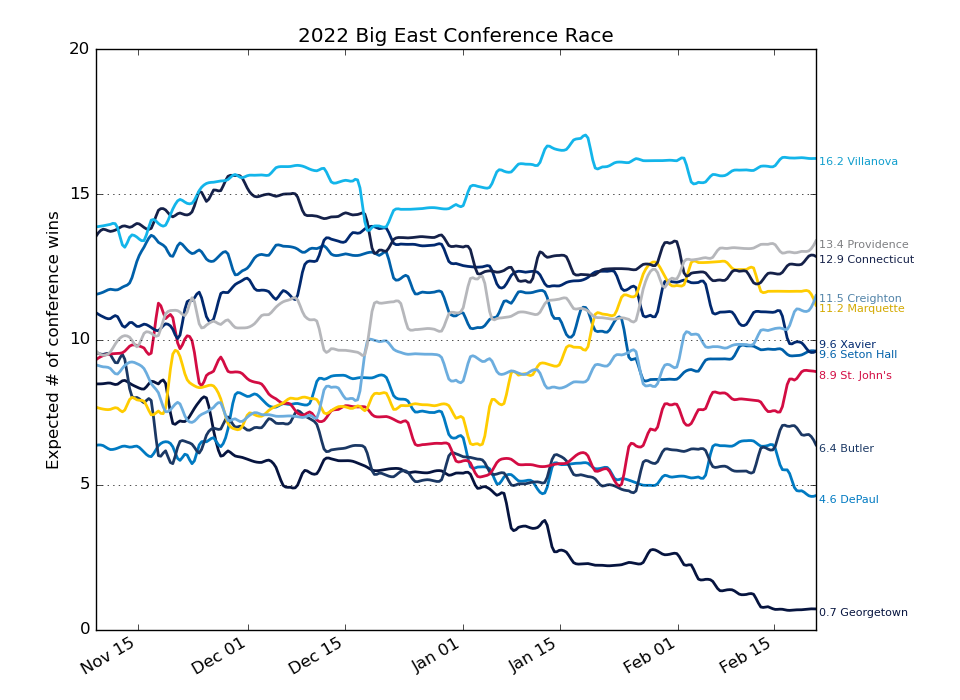 2022 Big East Conference Race
Expected # of conference wins
20
15
10
5
0
16.2 Villanova
13.4 Providence
12.9 Connecticut
11.5 Creighton
11.2 Marquette
9.6 Xavier
9.6 Seton Hall
8.9 St. John's
6.4 Butler
4.6 DePaul
0.7 Georgetown
Nov 15
Dec 01
Dec 15
Jan 01
Jan 15
Feb 01
Feb 15